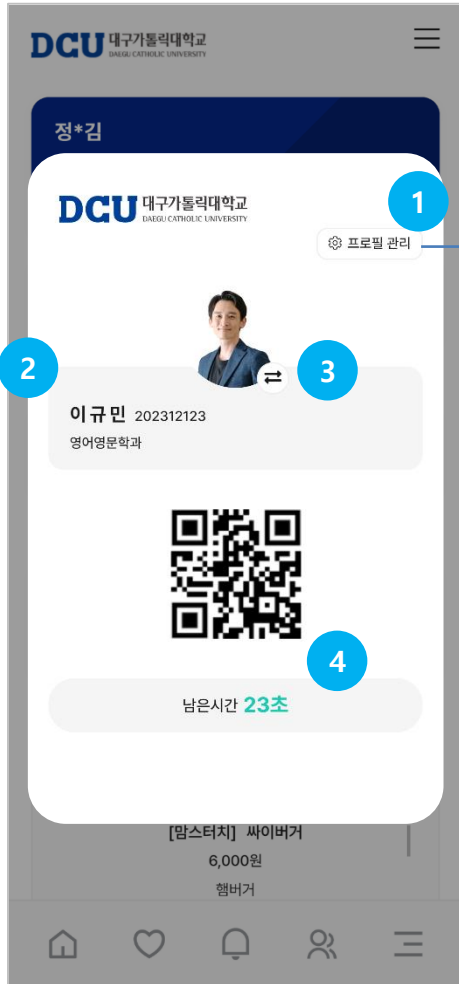 DCU 대구가톨릭대학교
DAEGU CATHOLIC UNIVERSITY
정*김
DCU 대구가톨릭대학교
DAEGU CATHOLIC UNIVERSITY
1
프로필 관리
2
3
이규민 202312123
영어영문학과
4
남은시간 23초
[맘스터치] 싸이버거
6,000원
햄버거